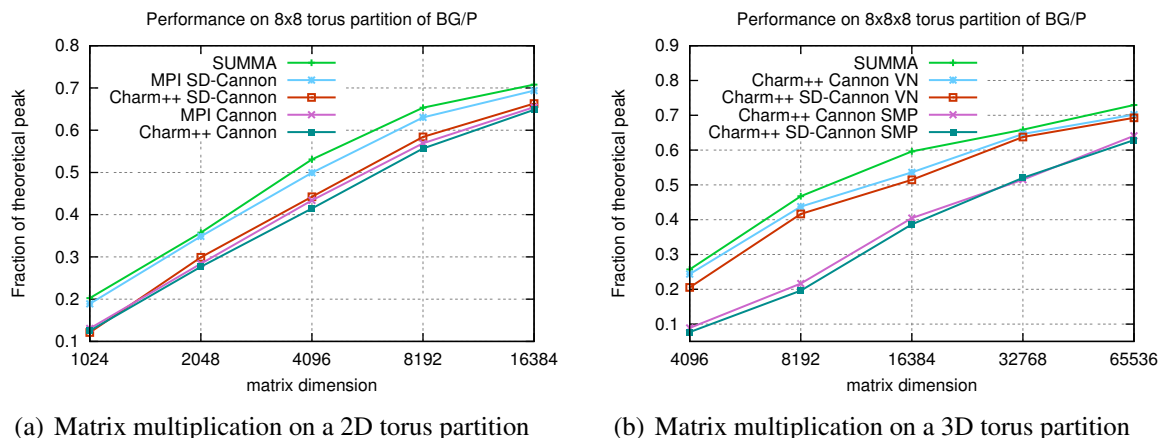 Performance on 8x8 torus partition of BG/P
0.8
0.7
0.6
0.5
0.4
0.3
0.2
0.1
Fraction of theoretical peak
SUMMA
MPI SD-Cannon
Charm++ SD-Cannon
MPI Cannon
Charm++ Cannon
1024 2048 4096 8192 16384
matrix dimension
(a) Matrix multiplication on a 2D torus partition
Performance on 8x8x8 torus partition of BG/P
0.9
0.8
0.7
0.6
0.5
0.4
0.3
0.2
0.1
Fraction of theoretical peak
SUMMA
Charm++ Cannon VN
Charm++ SD-Cannon VN
Charm++ Cannon SMP
Charm++ SD-Cannon SMP
4096 8192 16384 32768 65536
matrix dimension
(b) Matrix multiplication on a 3D torus partition